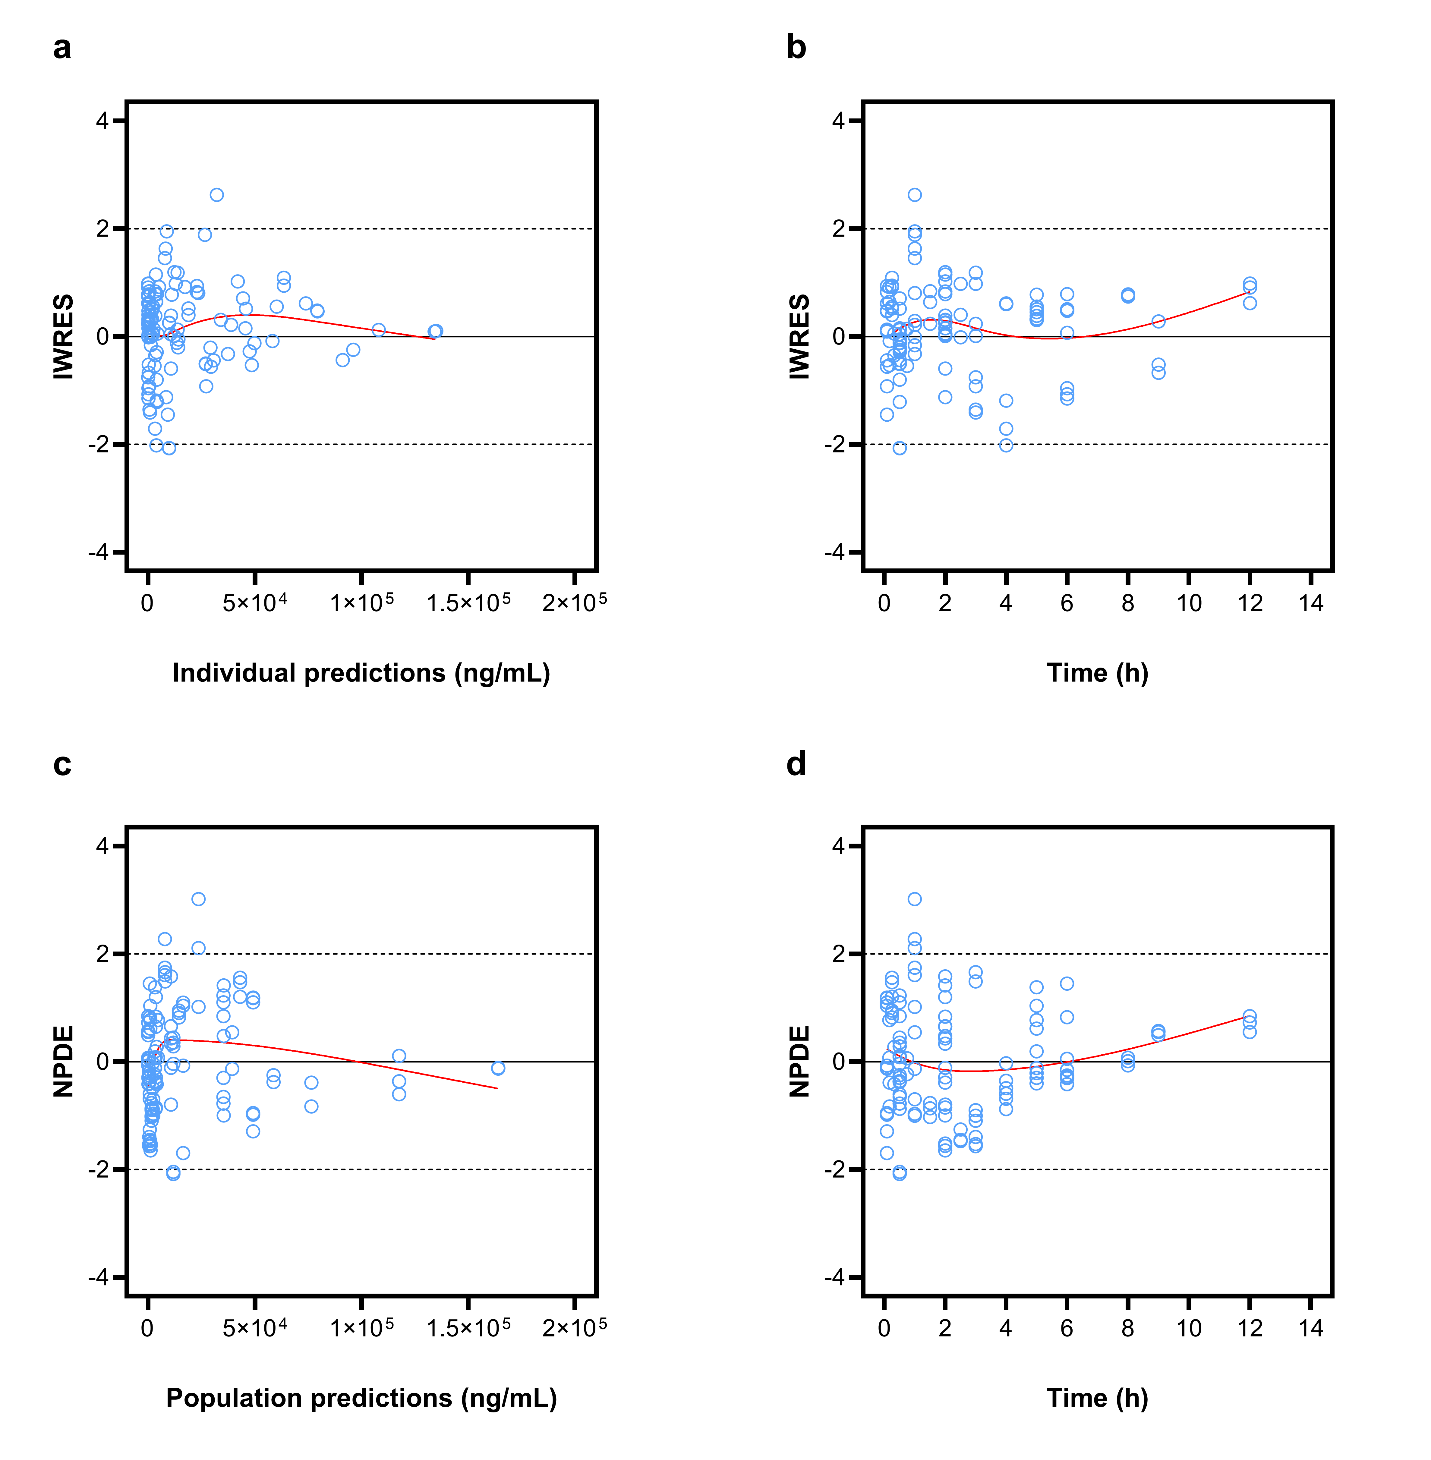 a
b
4
2
0
-2
-4
IWRES
0
5×10⁴
1×10⁵
1.5×10⁵
2×10⁵
Individual predictions (ng/mL)
4
2
0
-2
-4
IWRES
0 2 4 6 8 10 12 14
Time (h)
c
d
4
2
0
-2
-4
NPDE
0
5×10⁴
1×10⁵
1.5×10⁵
2×10⁵
Population predictions (ng/mL)
4
2
0
-2
-4
NPDE
0 2 4 6 8 10 12 14
Time (h)